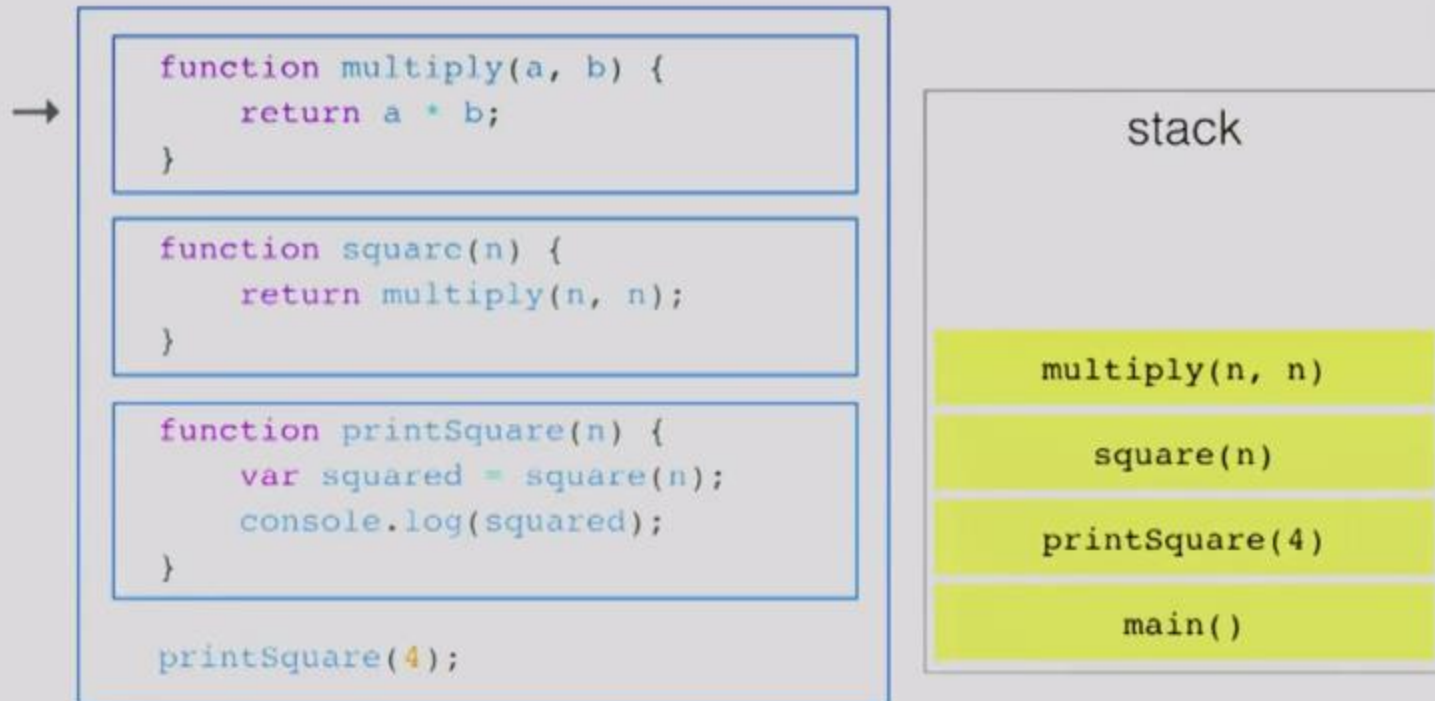 function multiply(a, b) {
return a * b;
}
function square(n) {
return multiply(n, n);
}
function printSquare(n) {
var squared = square(n);
console.log(squared);
}
printSquare(4);
stack
multiply(n, n)
square(n)
printSquare(4)
main()